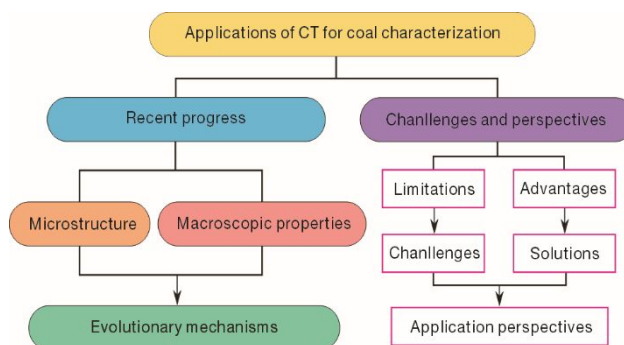 Applications of CT for coal characterization
Recent progress
Chanllenges and perspectives
Limitations
Advantages
Microstructure
Macroscopic properties
Chanllenges
Solutions
Evolutionary mechanisms
Application perspectives